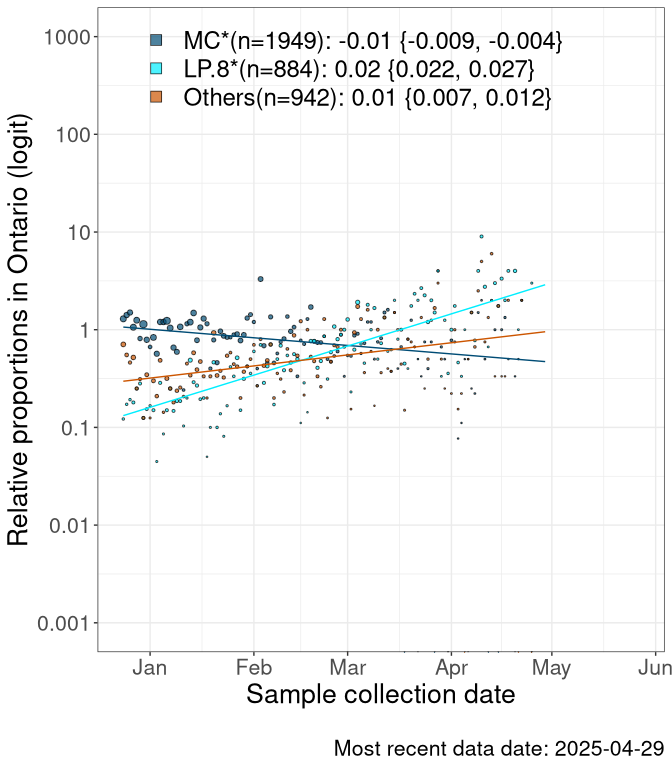 MC*(n=1949): -0.01 {-0.009, -0.004}
LP.8*(n=884): 0.02 {0.022, 0.027}
Others(n=942): 0.01 {0.007, 0.012}
Relative proportions in Ontario (logit)
1000
100
10
1
0.1
0.01
0.001
Jan Feb Mar Apr May Jun
Sample collection date
Most recent data date: 2025-04-29